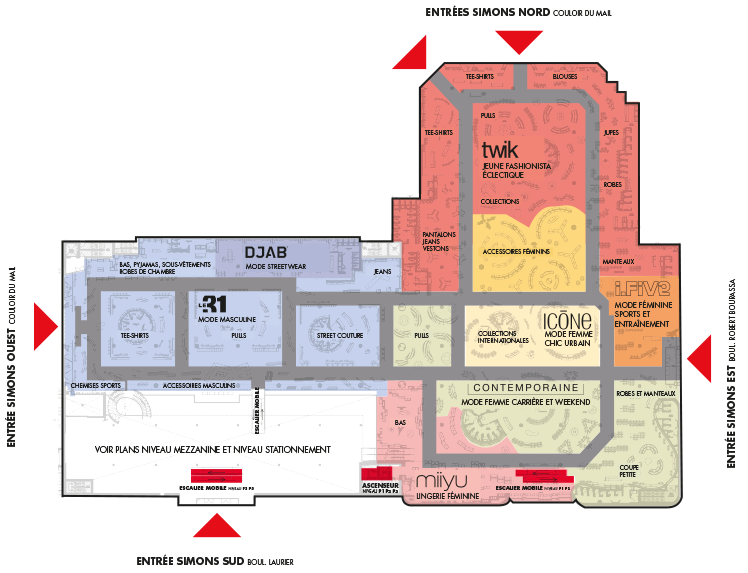 ENTRÉES SIMONS NORD COULOIR DU MAIL
TEE-SHIRTS
BLOUSES
PULLS
TEE-SHIRTS
JUPES
twik
JEUNE FASHIONISTA
ÉCLECTIQUE
ROBES
COLLECTIONS
PANTALONS
JEANS
VESTONS
ACCESSOIRES FÉMININS
MANTEAUX
DJAB
MODE STREETWEAR
BAS, PYJAMAS, SOUS-VÊTEMENTS
ROBES DE CHAMBRE
JEANS
i.FiV5
MODE FÉMININE
SPORTS ET
ENTRAÎNEMENT
LE 31
MODE MASCULINE
TEE-SHIRTS
PULLS
STREET COUTURE
PULLS
COLLECTIONS
INTERNATIONALES
ICŌNE
MODE FEMME
CHIC URBAIN
ENTRÉE SIMONS OUEST COULOIR DU MAIL
ENTRÉE SIMONS EST BOUL. ROBERT BOURASSA
CHEMISES SPORTS
ACCESSOIRES MASCULINS
ESCALIER MOBILE
CONTEMPORAINE
MODE FEMME CARRIÈRE ET WEEKEND
ROBES ET MANTEAUX
BAS
VOIR PLANS NIVEAU MEZZANINE ET NIVEAU STATIONNEMENT
COUPE
PETITE
ESCALIER MOBILE
ASCENSEUR
miiyu
LINGERIE FÉMININE
ESCALIER MOBILE
ENTRÉE SIMONS SUD BOUL. LAURIER